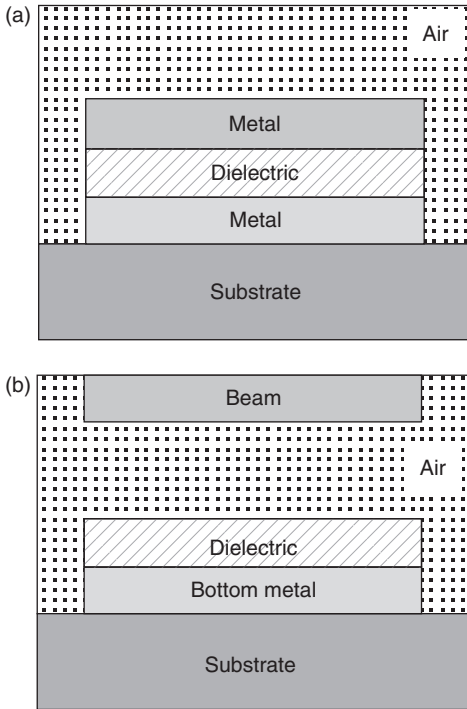 (a)
Air
Metal
Dielectric
Metal
Substrate
(b)
Beam
Air
Dielectric
Bottom metal
Substrate